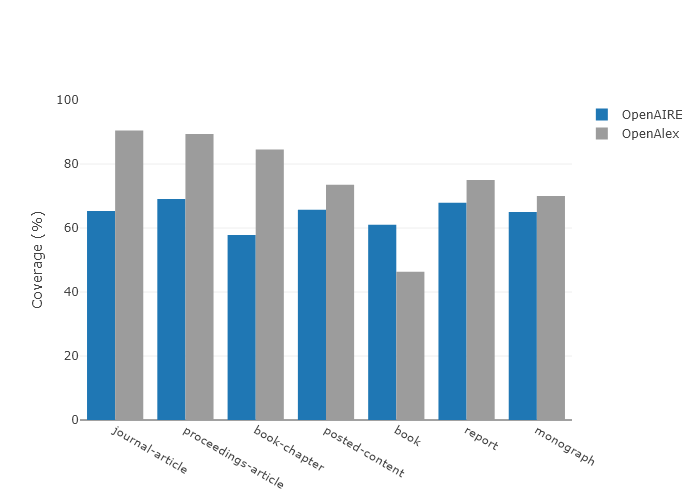 100
80
60
40
20
0
Coverage (%)
journal-article
proceedings-article
book-chapter
posted-content
book
report
monograph
OpenAIRE
OpenAlex